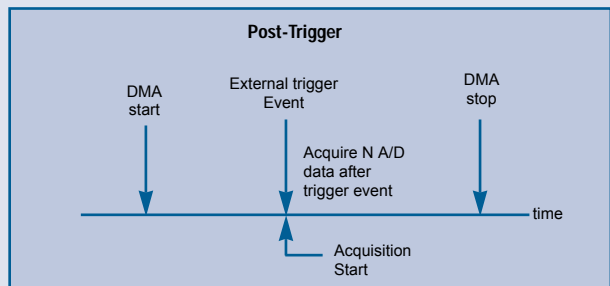 Post-Trigger
DMA
start
External trigger
Event
DMA
stop
Acquire N A/D
data after
trigger event
time
Acquisition
Start